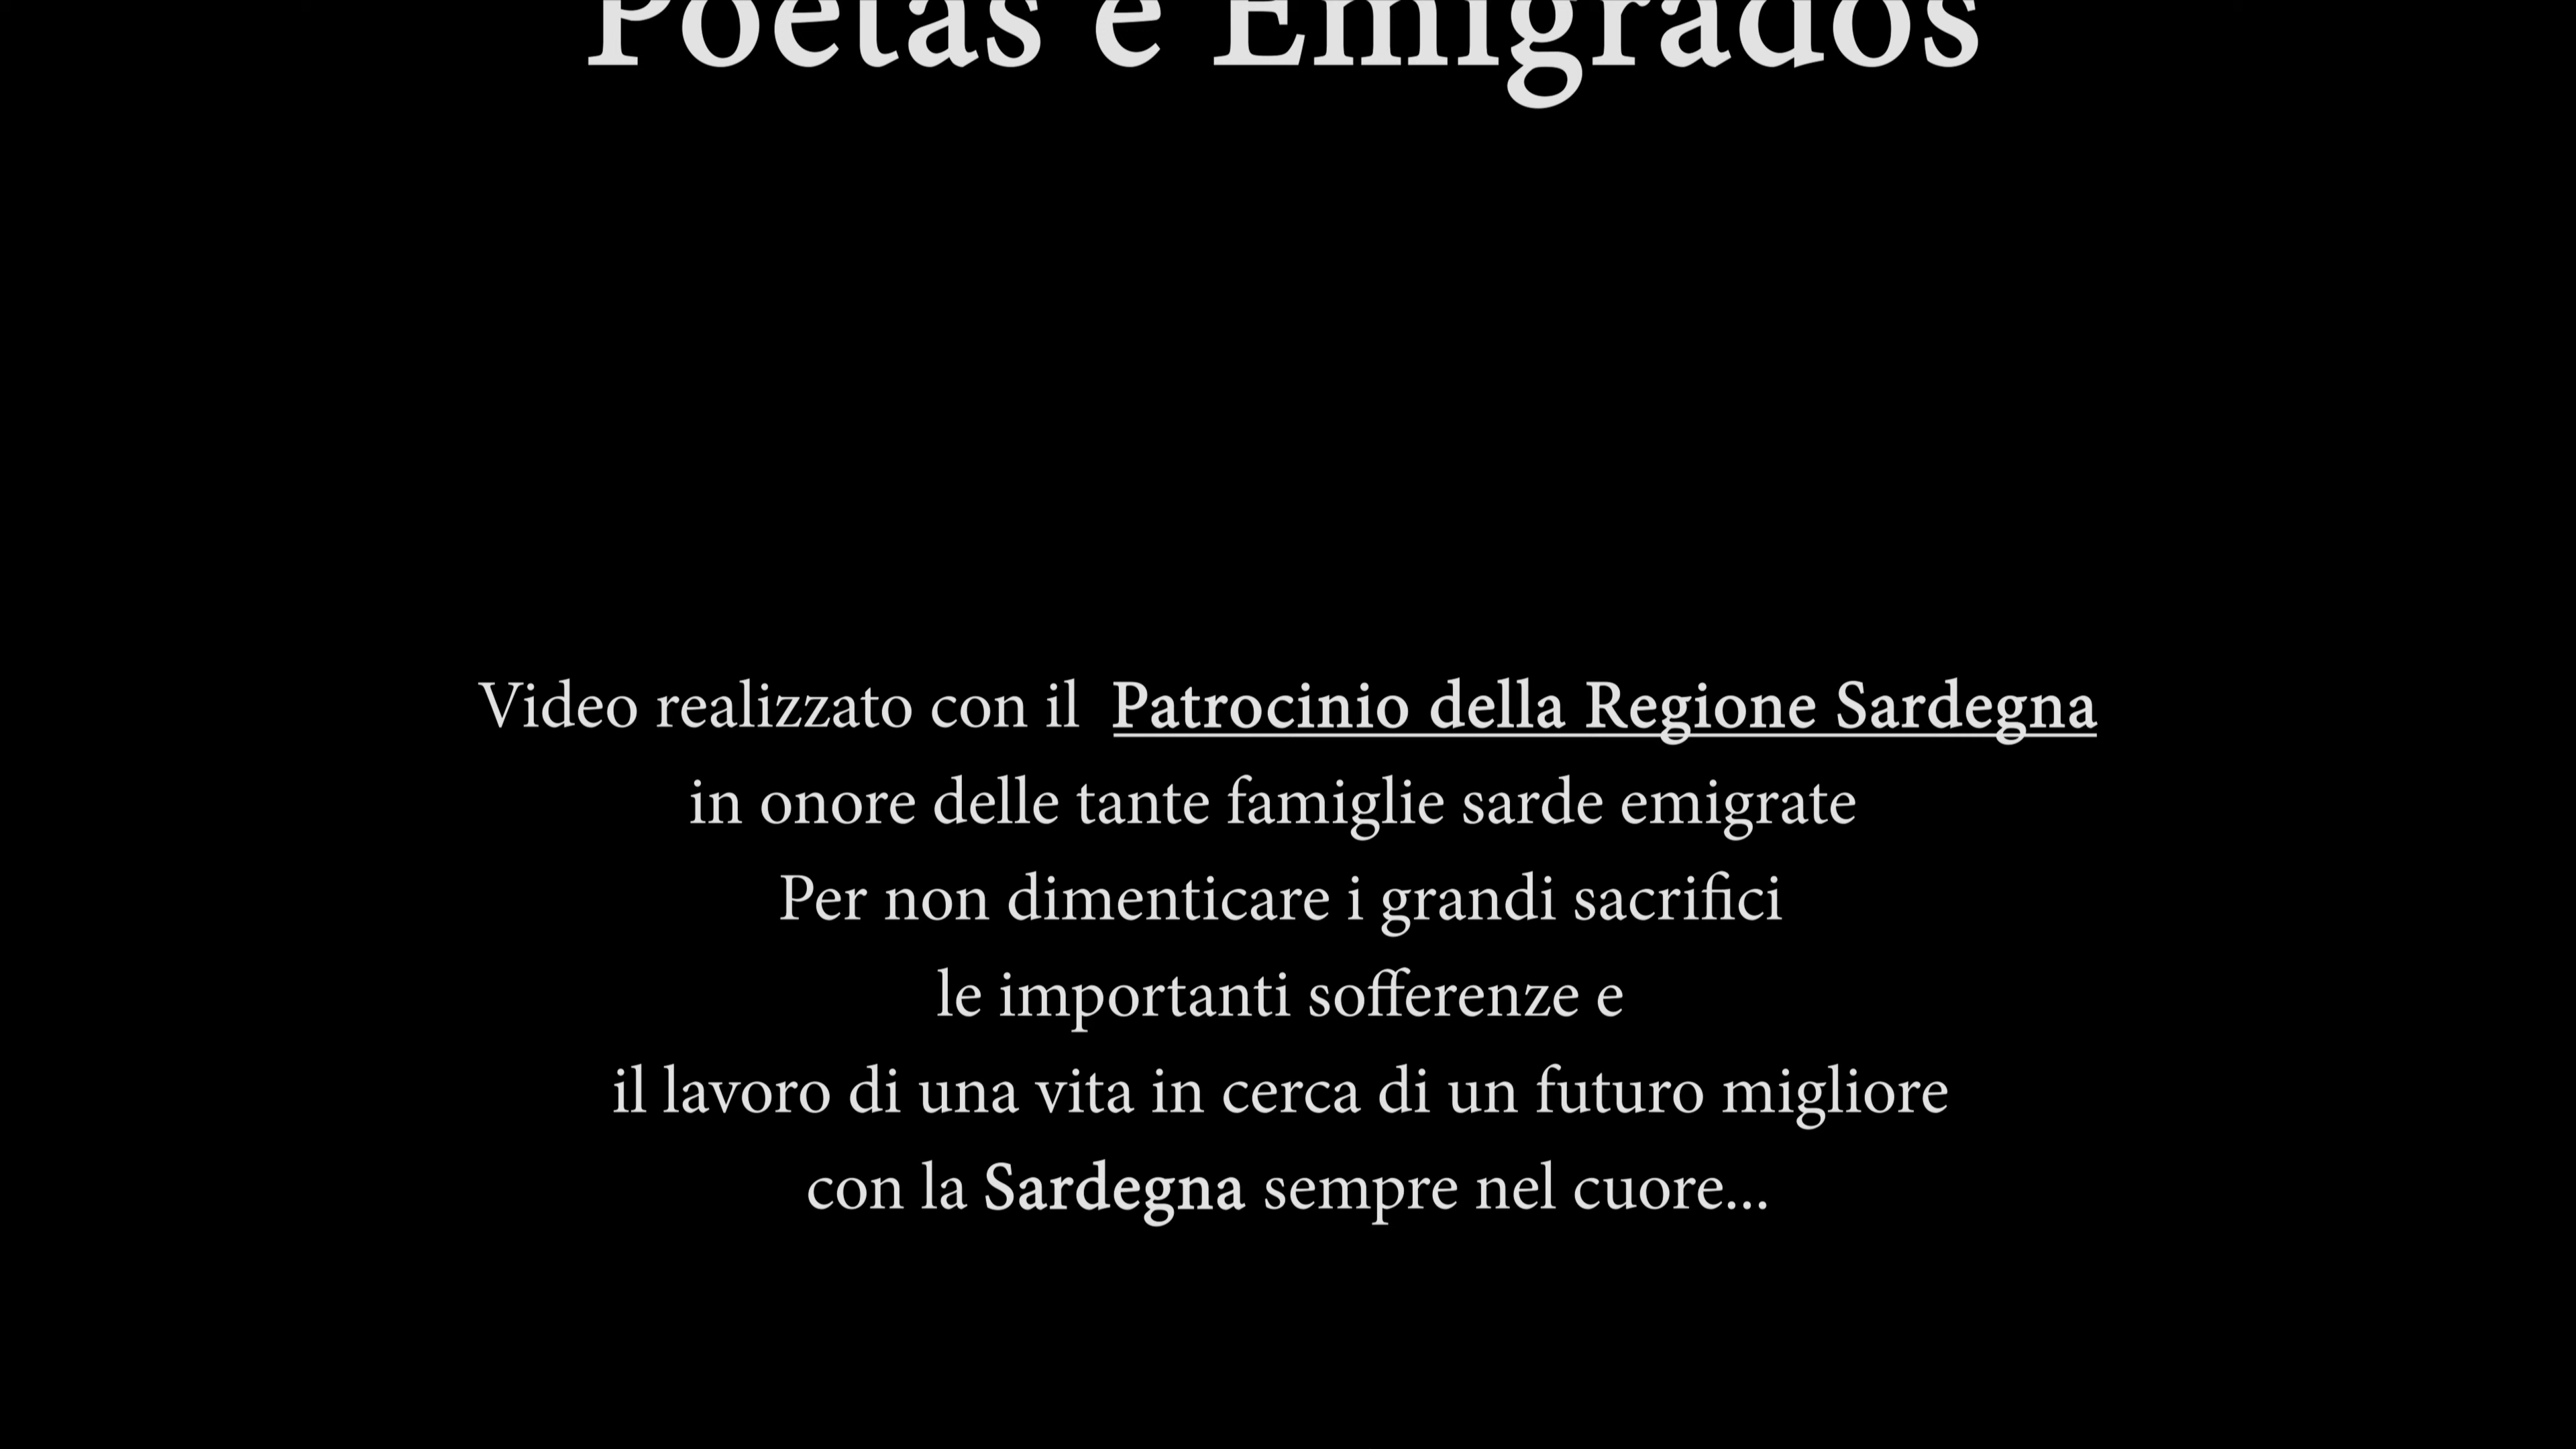 Poetas e Emigrados
Video realizzato con il Patrocinio della Regione Sardegna
in onore delle tante famiglie sarde emigrate
Per non dimenticare i grandi sacrifici
le importanti sofferenze e
il lavoro di una vita in cerca di un futuro migliore
con la Sardegna sempre nel cuore...